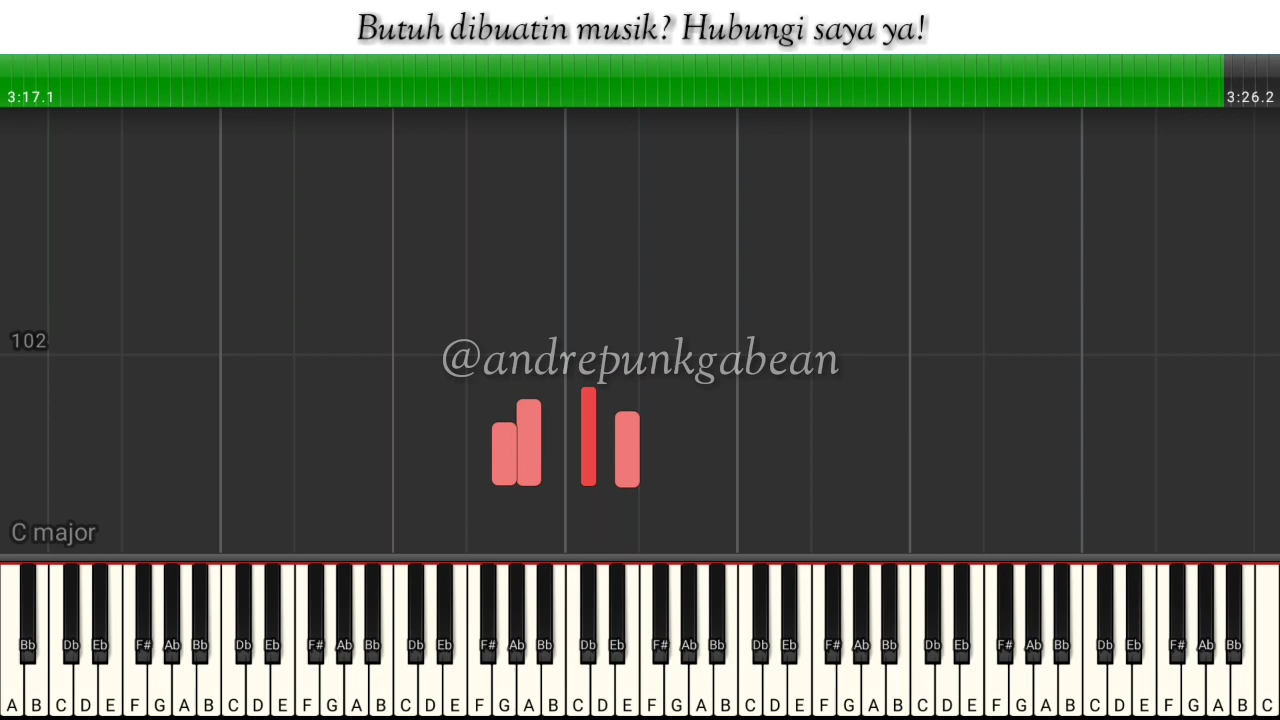 Butuh dibuatin musik? Hubungi saya ya!
3:17.1 3:26.2
102
@andrepunkgabean
C major
Bb Db Eb F# Ab Bb Db Eb F# Ab Bb Db Eb F# Ab Bb Db Eb F# Ab Bb Db Eb F# Ab Bb Db Eb F# Ab Bb Db Eb F# Ab Bb
A B C D E F G A B C D E F G A B C D E F G A B C D E F G A B C D E F G A B C D E F G A B C